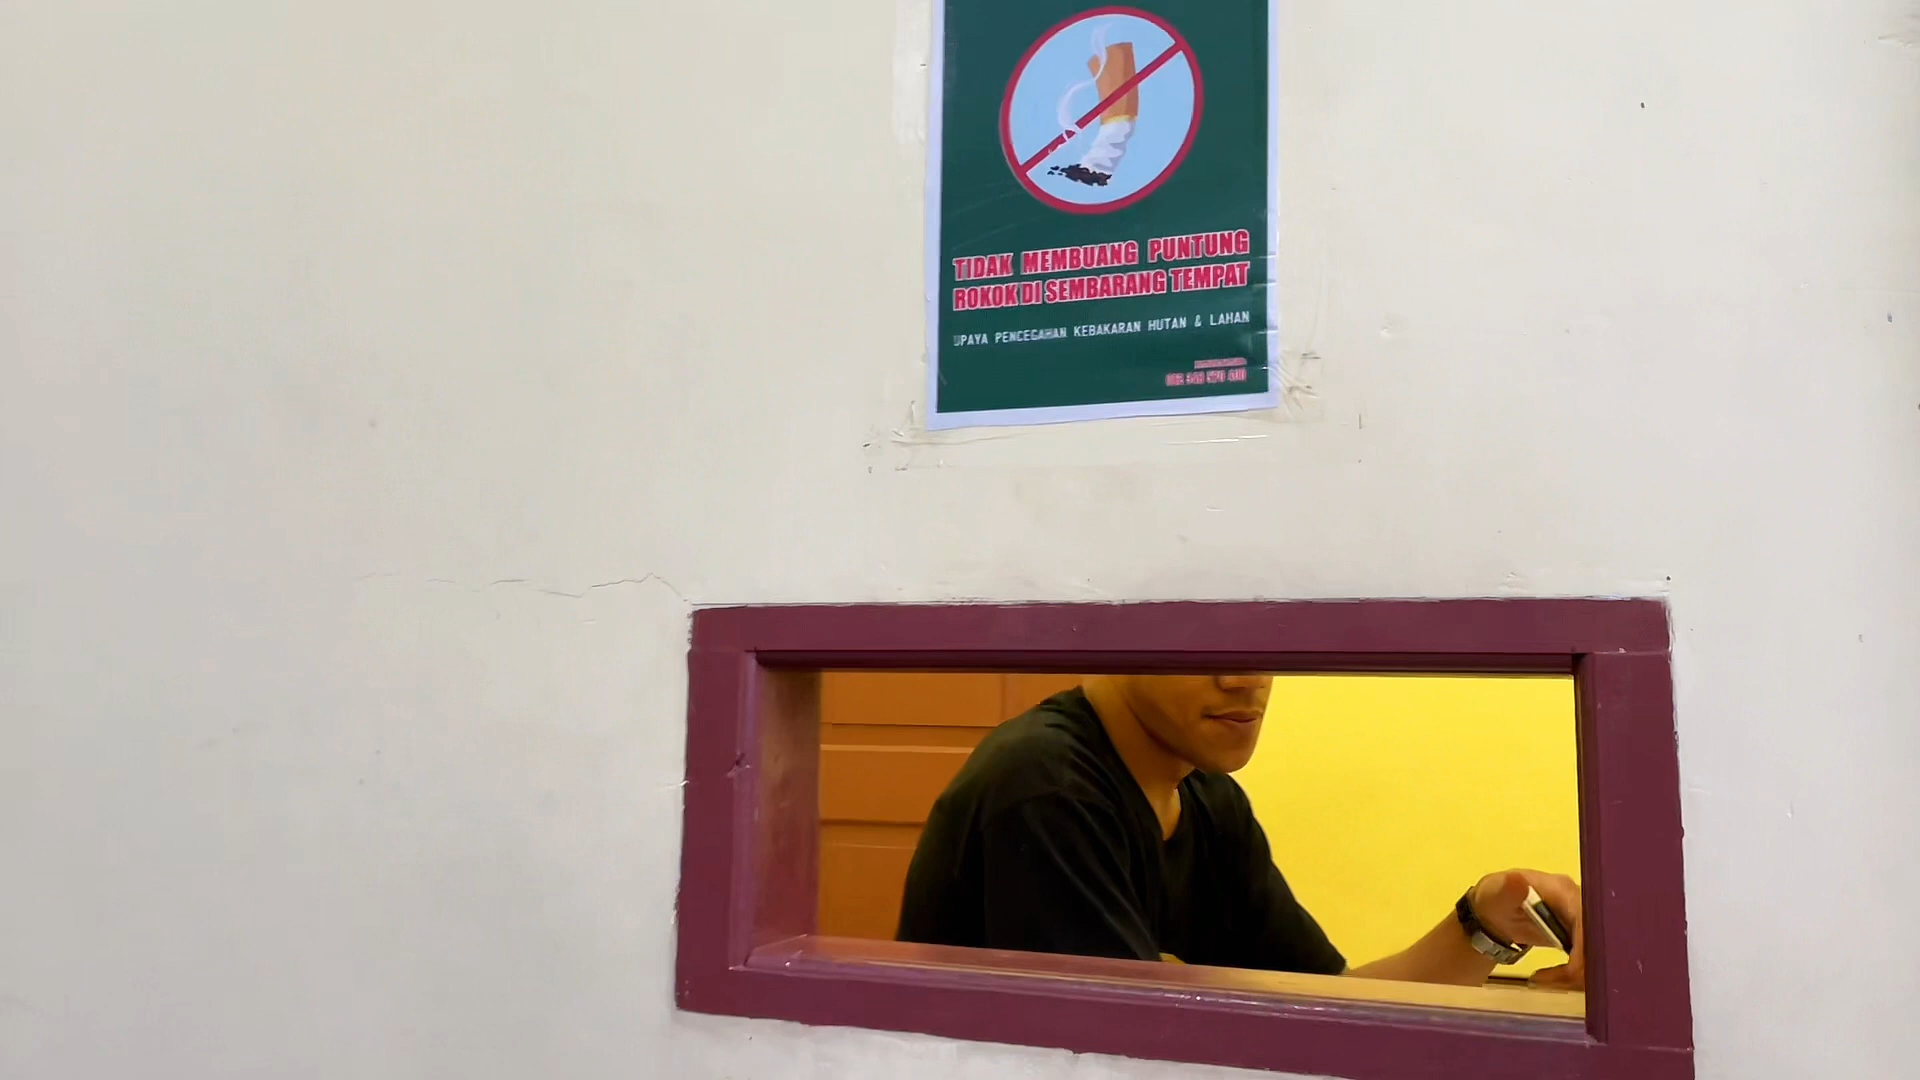 TIDAK MEMBUANG PUNTUNG
ROKOK DI SEMBARANG TEMPAT
UPAYA PENCEGAHAN KEBAKARAN HUTAN & LAHAN